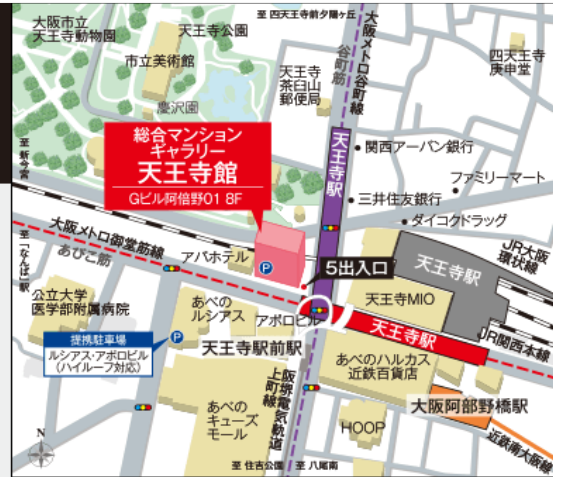 至 四天王寺前夕陽ヶ丘
大阪市立
天王寺動物園
天王寺公園
市立美術館
慶沢園
天王寺
茶臼山
郵便局
谷町筋
大阪メトロ谷町線
四天王寺
庚申堂
総合マンション
ギャラリー
天王寺館
Gビル阿倍野01 8F
天王寺駅
関西アーバン銀行
ファミリーマート
三井住友銀行
ダイコクドラッグ
至 新今宮
大阪メトロ御堂筋線
あびこ筋
至「なんば」駅
アパホテル
P
5出入口
天王寺駅
JR大阪
環状線
天王寺MIO
JR関西本線
公立大学
医学部附属病院
あべの
ルシアス
アポロビル
天王寺駅
提携駐車場
ルシアス・アポロビル
(ハイルーフ対応)
P
天王寺駅前駅
あべのハルカス
近鉄百貨店
大阪阿部野橋駅
あべの
キューズ
モール
阪堺電気軌道
上町線
HOOP
近鉄南大阪線
N
至 住吉公園
至 八尾南